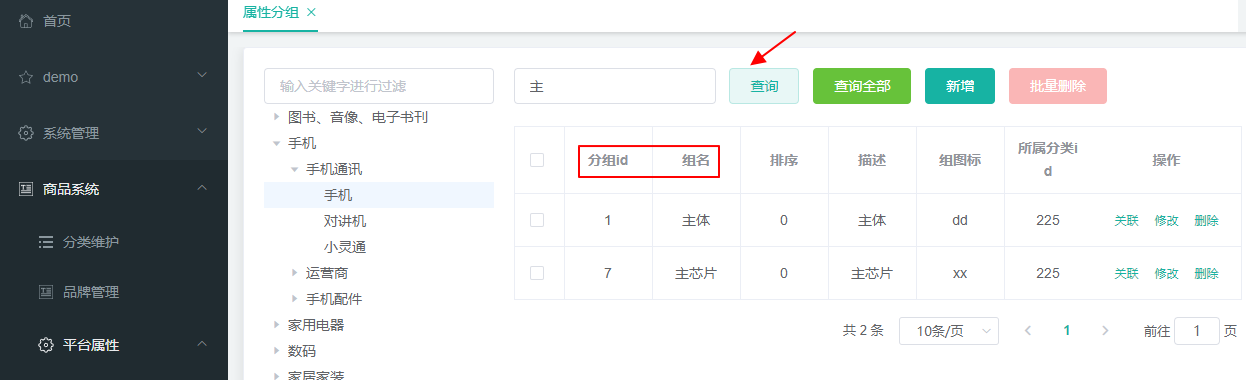 首页
demo
系统管理
商品系统
分类维护
品牌管理
平台属性
属性分组
输入关键字进行过滤
图书、音像、电子书刊
手机
手机通讯
手机
对讲机
小灵通
运营商
手机配件
家用电器
数码
家居家装
主 查询 查询全部 新增 批量删除
分组id 组名 排序 描述 组图标 所属分类id 操作
1 主体 0 主体 dd 225 关联 修改 删除
7 主芯片 0 主芯片 xx 225 关联 修改 删除
共 2 条 10条/页 1 前往 1 页